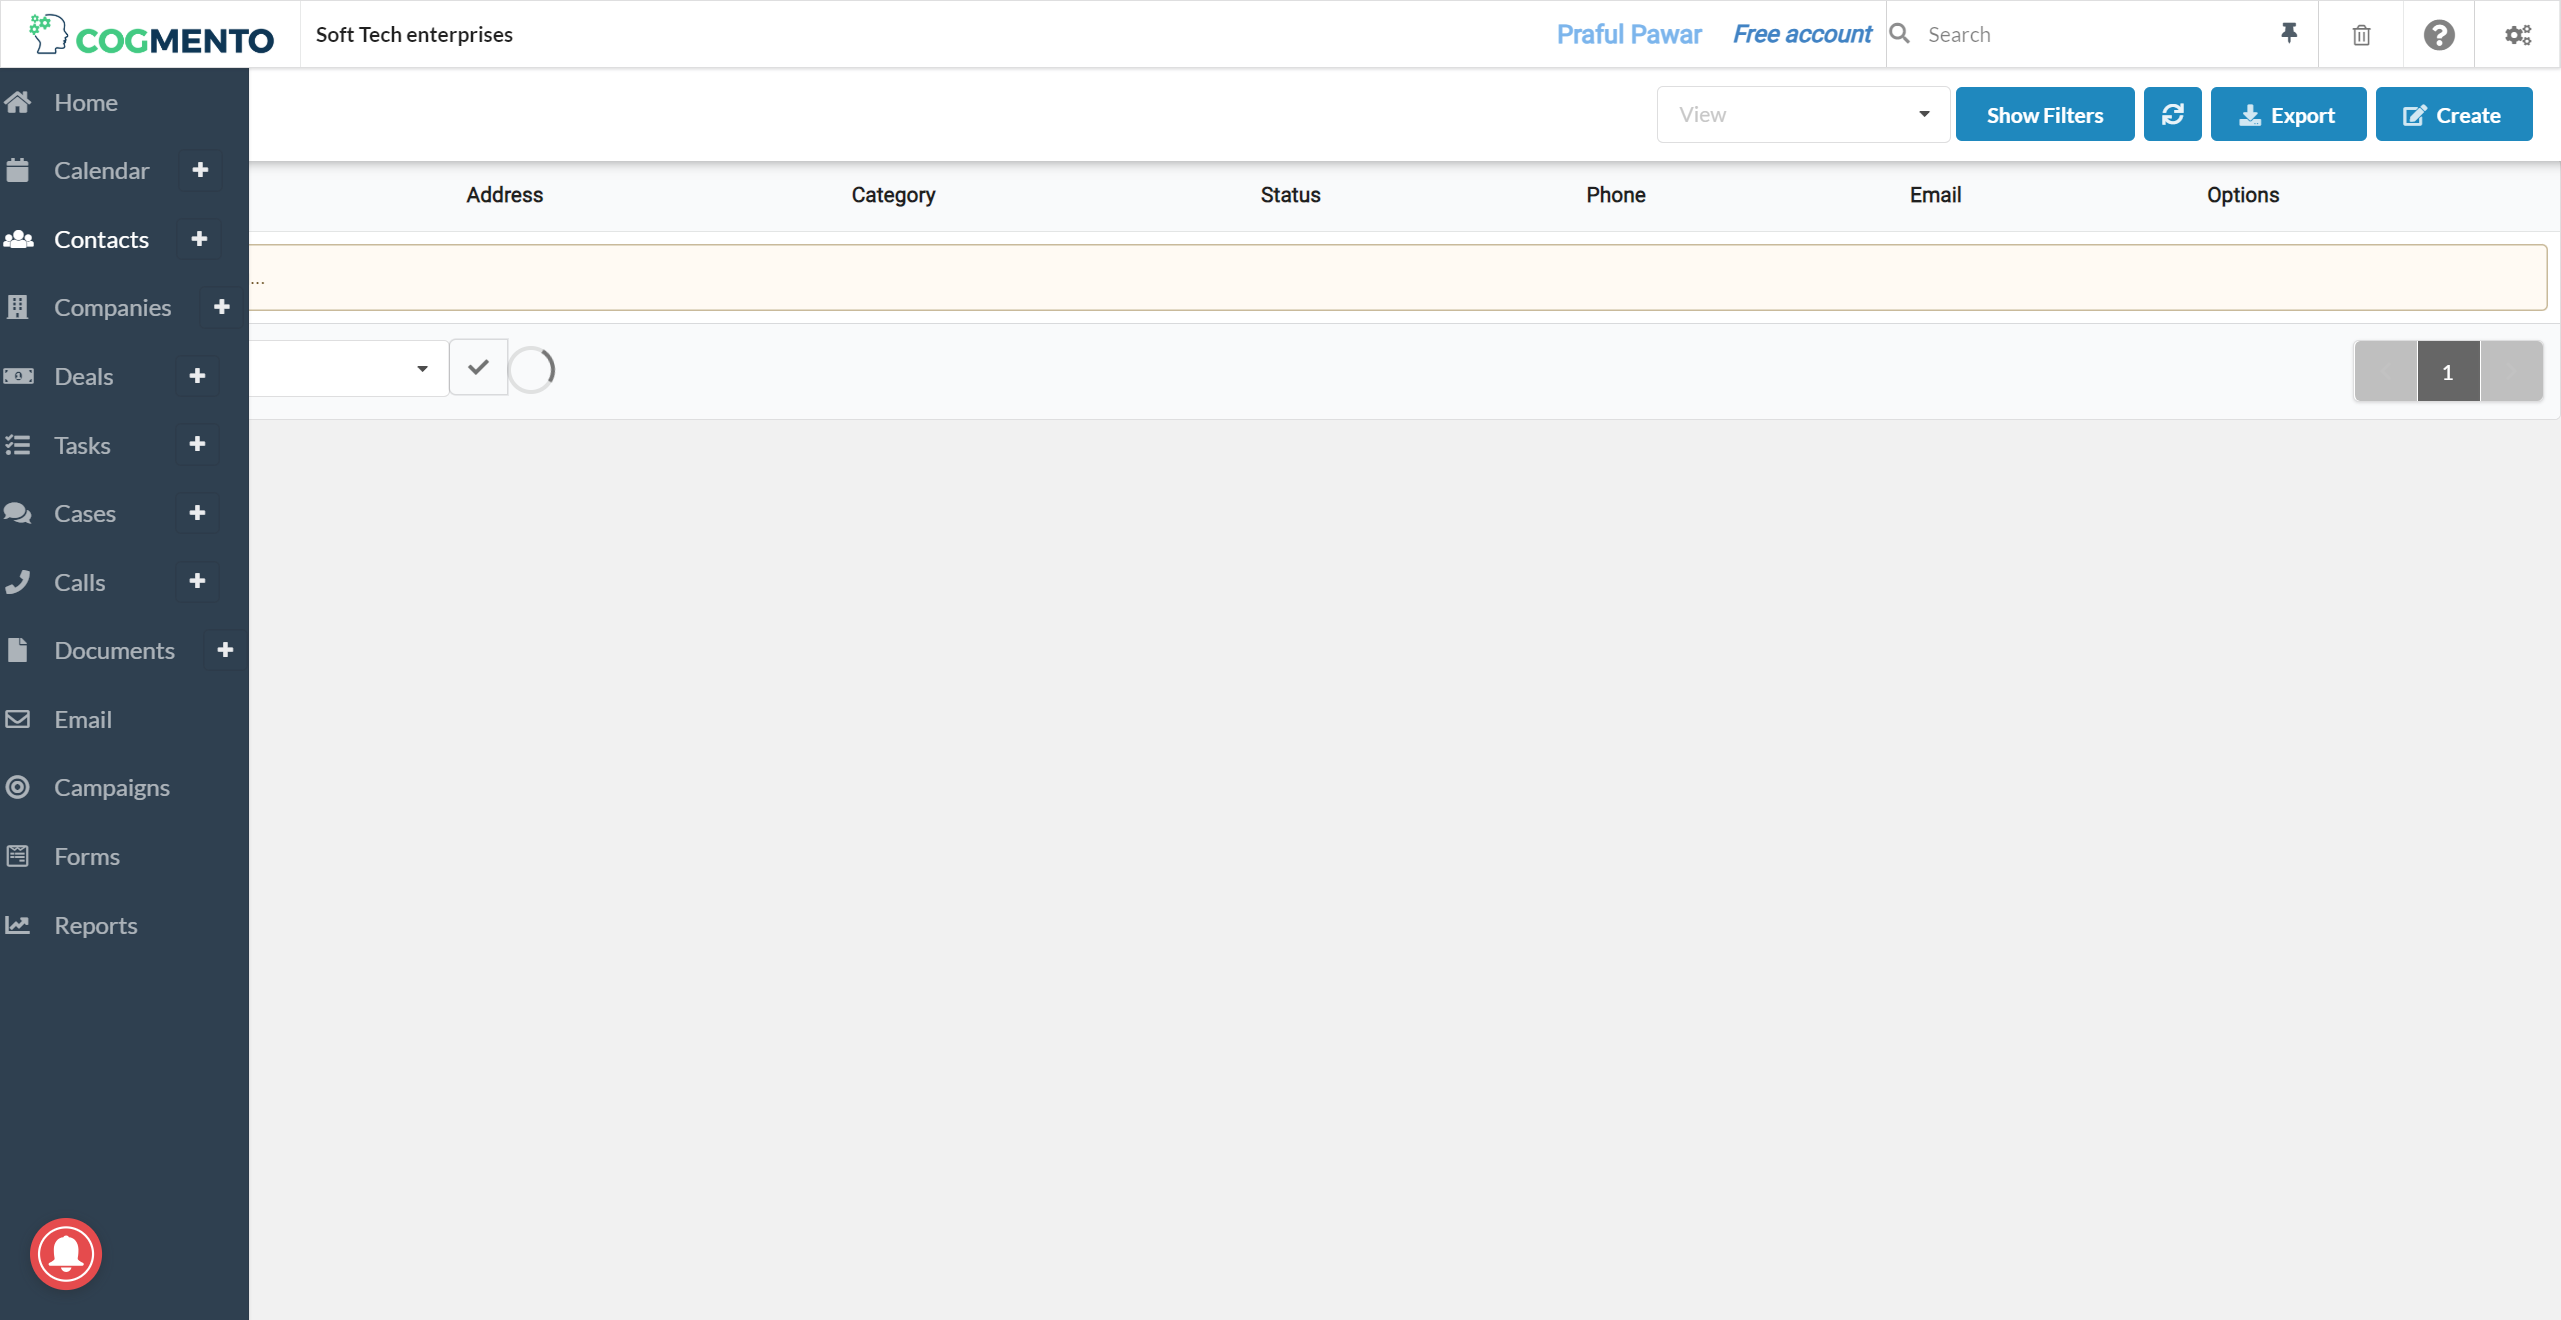 COGMENTO
Soft Tech enterprises
Praful Pawar
Free account
Search
Home
Calendar
Contacts
Companies
Deals
Tasks
Cases
Calls
Documents
Email
Campaigns
Forms
Reports
View
Show Filters
Export
Create
Address
Category
Status
Phone
Email
Options
...
1